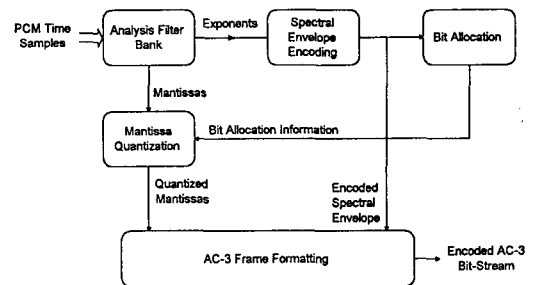 PCM Time
Samples
Analysis Filter
Bank
Exponents
Spectral
Envelope
Encoding
Bit Allocation
Mantissas
Mantissa
Quantization
Bit Allocation Information
Quantized
Mantissas
Encoded
Spectral
Envelope
AC-3 Frame Formatting
Encoded AC-3
Bit-Stream